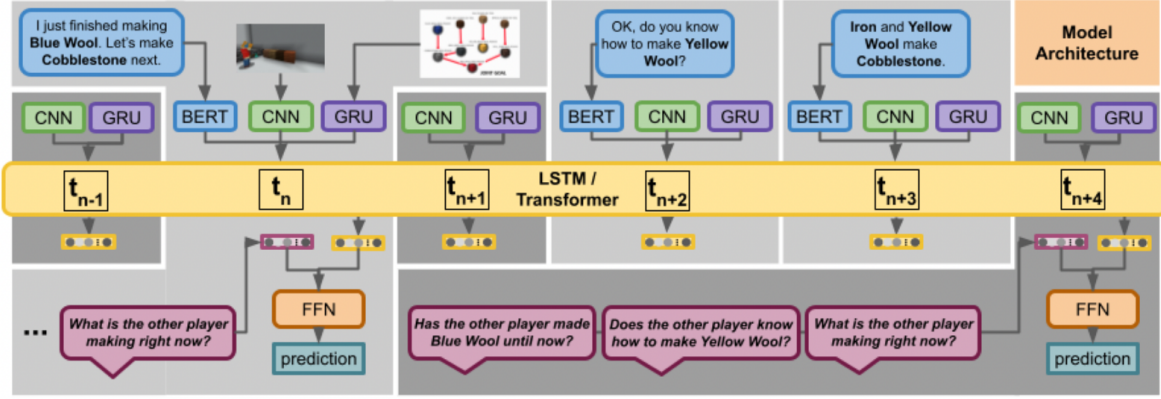 I just finished making
Blue Wool. Let's make
Cobblestone next.
JOINT GOAL
OK, do you know
how to make Yellow
Wool?
Iron and Yellow
Wool make
Cobblestone.
Model
Architecture
CNN GRU
BERT CNN GRU
CNN GRU
BERT CNN GRU
BERT CNN GRU
CNN GRU
tn-1
tn
tn+1
LSTM /
Transformer
tn+2
tn+3
tn+4
...
What is the other player
making right now?
FFN
prediction
Has the other player made
Blue Wool until now?
Does the other player know
how to make Yellow Wool?
What is the other player
making right now?
FFN
prediction